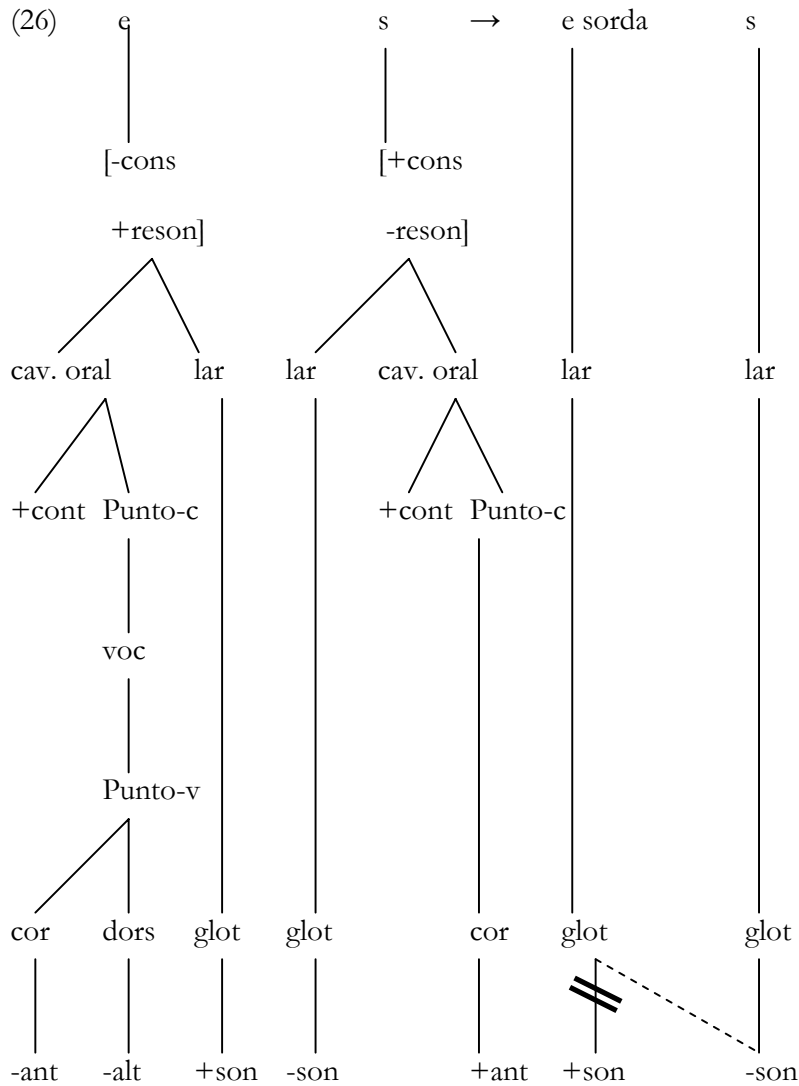 (26) e s → e sorda s
[-cons [+cons
+reson] -reson]
cav. oral lar lar cav. oral lar lar
+cont Punto-c +cont Punto-c
voc
Punto-v
cor dors glot glot cor glot glot
-ant -alt +son -son +ant +son -son